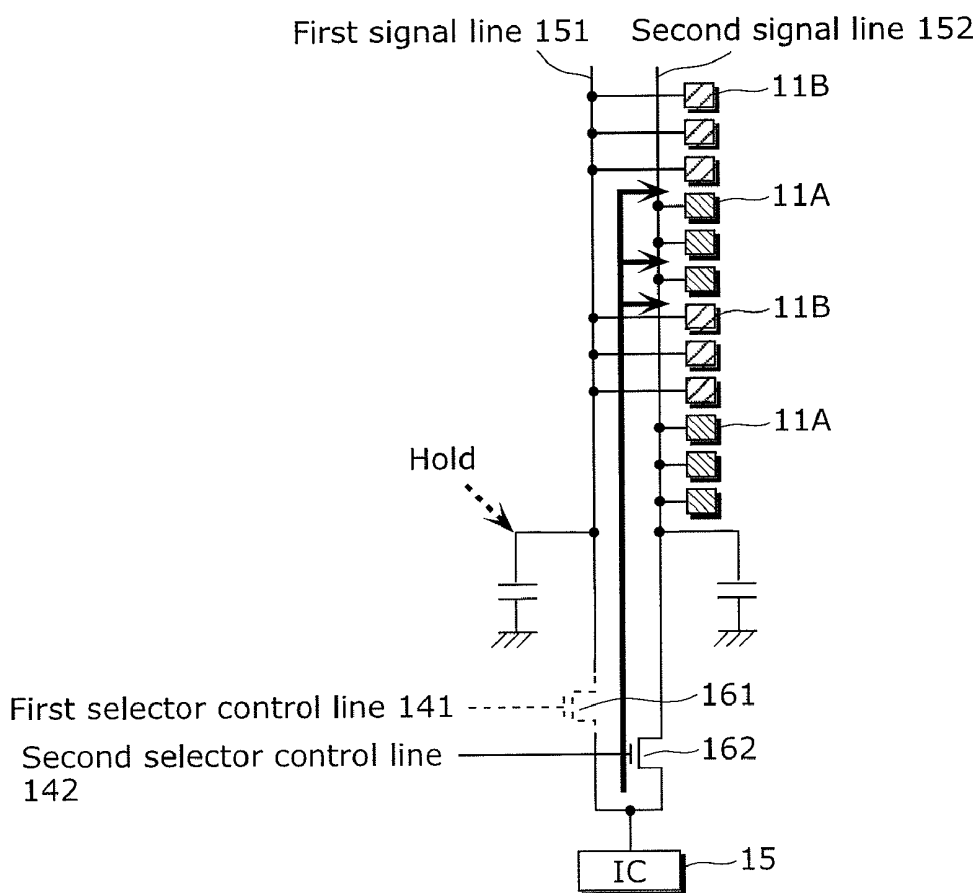 First signal line 151
Second signal line 152
11B
11A
11B
11A
Hold
First selector control line 141
161
Second selector control line
142
162
IC
15